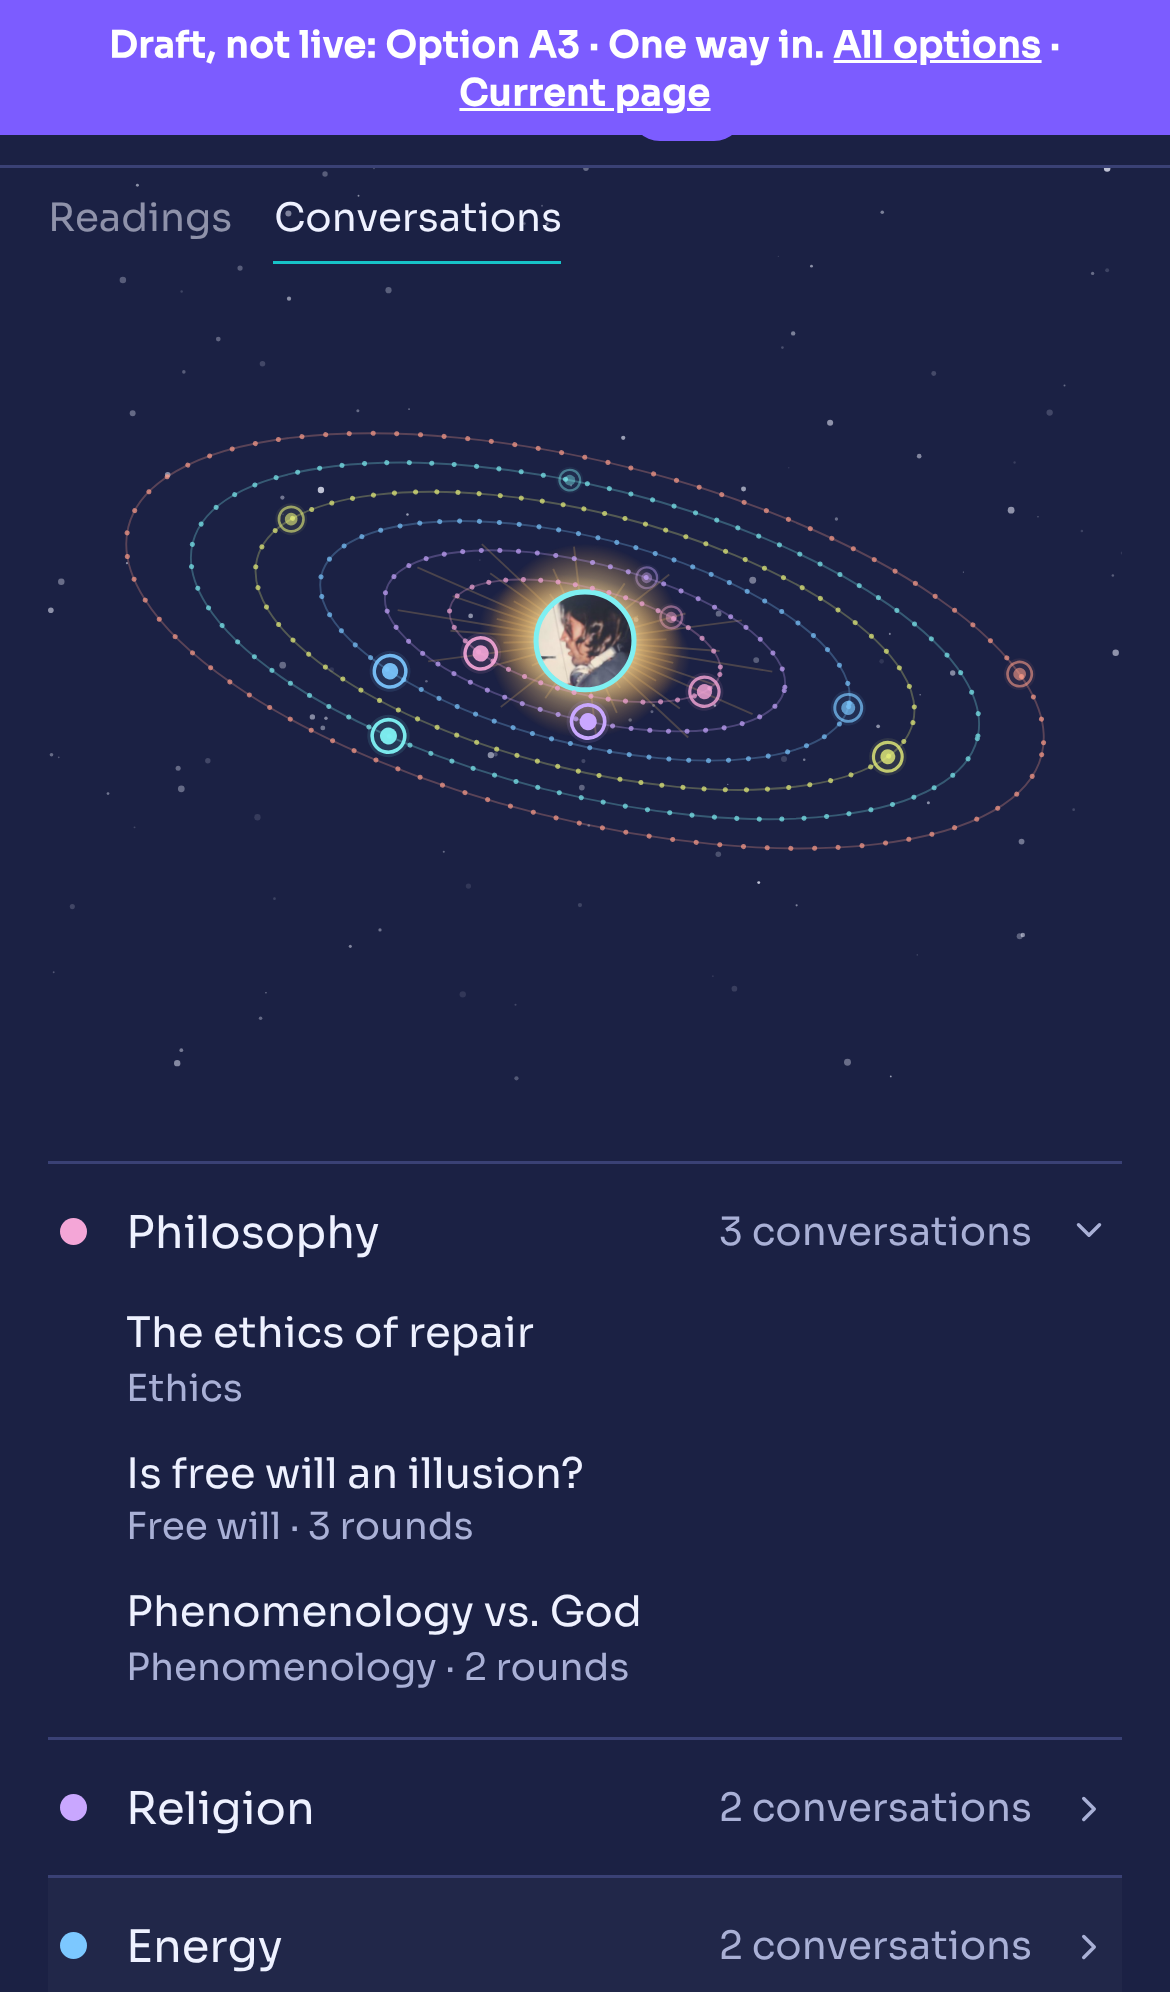 Draft, not live: Option A3 · One way in. All options ·
Current page
Readings
Conversations
Philosophy
3 conversations
The ethics of repair
Ethics
Is free will an illusion?
Free will · 3 rounds
Phenomenology vs. God
Phenomenology · 2 rounds
Religion
2 conversations
Energy
2 conversations